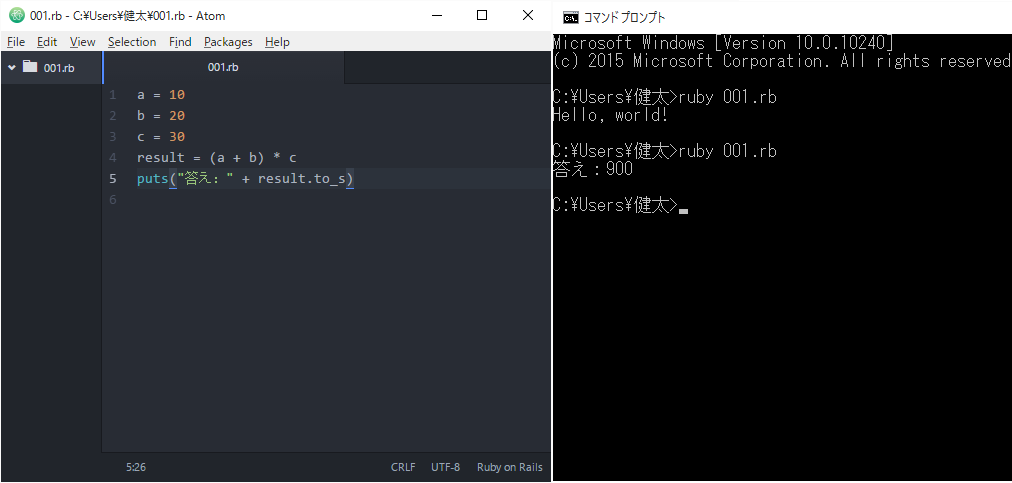 001.rb - C:¥Users¥健太¥001.rb - Atom
File Edit View Selection Find Packages Help
001.rb
001.rb
1 a = 10
2 b = 20
3 c = 30
4 result = (a + b) * c
5 puts("答え：" + result.to_s)
6
5:26 CRLF UTF-8 Ruby on Rails
コマンドプロンプト
Microsoft Windows [Version 10.0.10240]
(c) 2015 Microsoft Corporation. All rights reserved
C:¥Users¥健太>ruby 001.rb
Hello, world!
C:¥Users¥健太>ruby 001.rb
答え：900
C:¥Users¥健太>